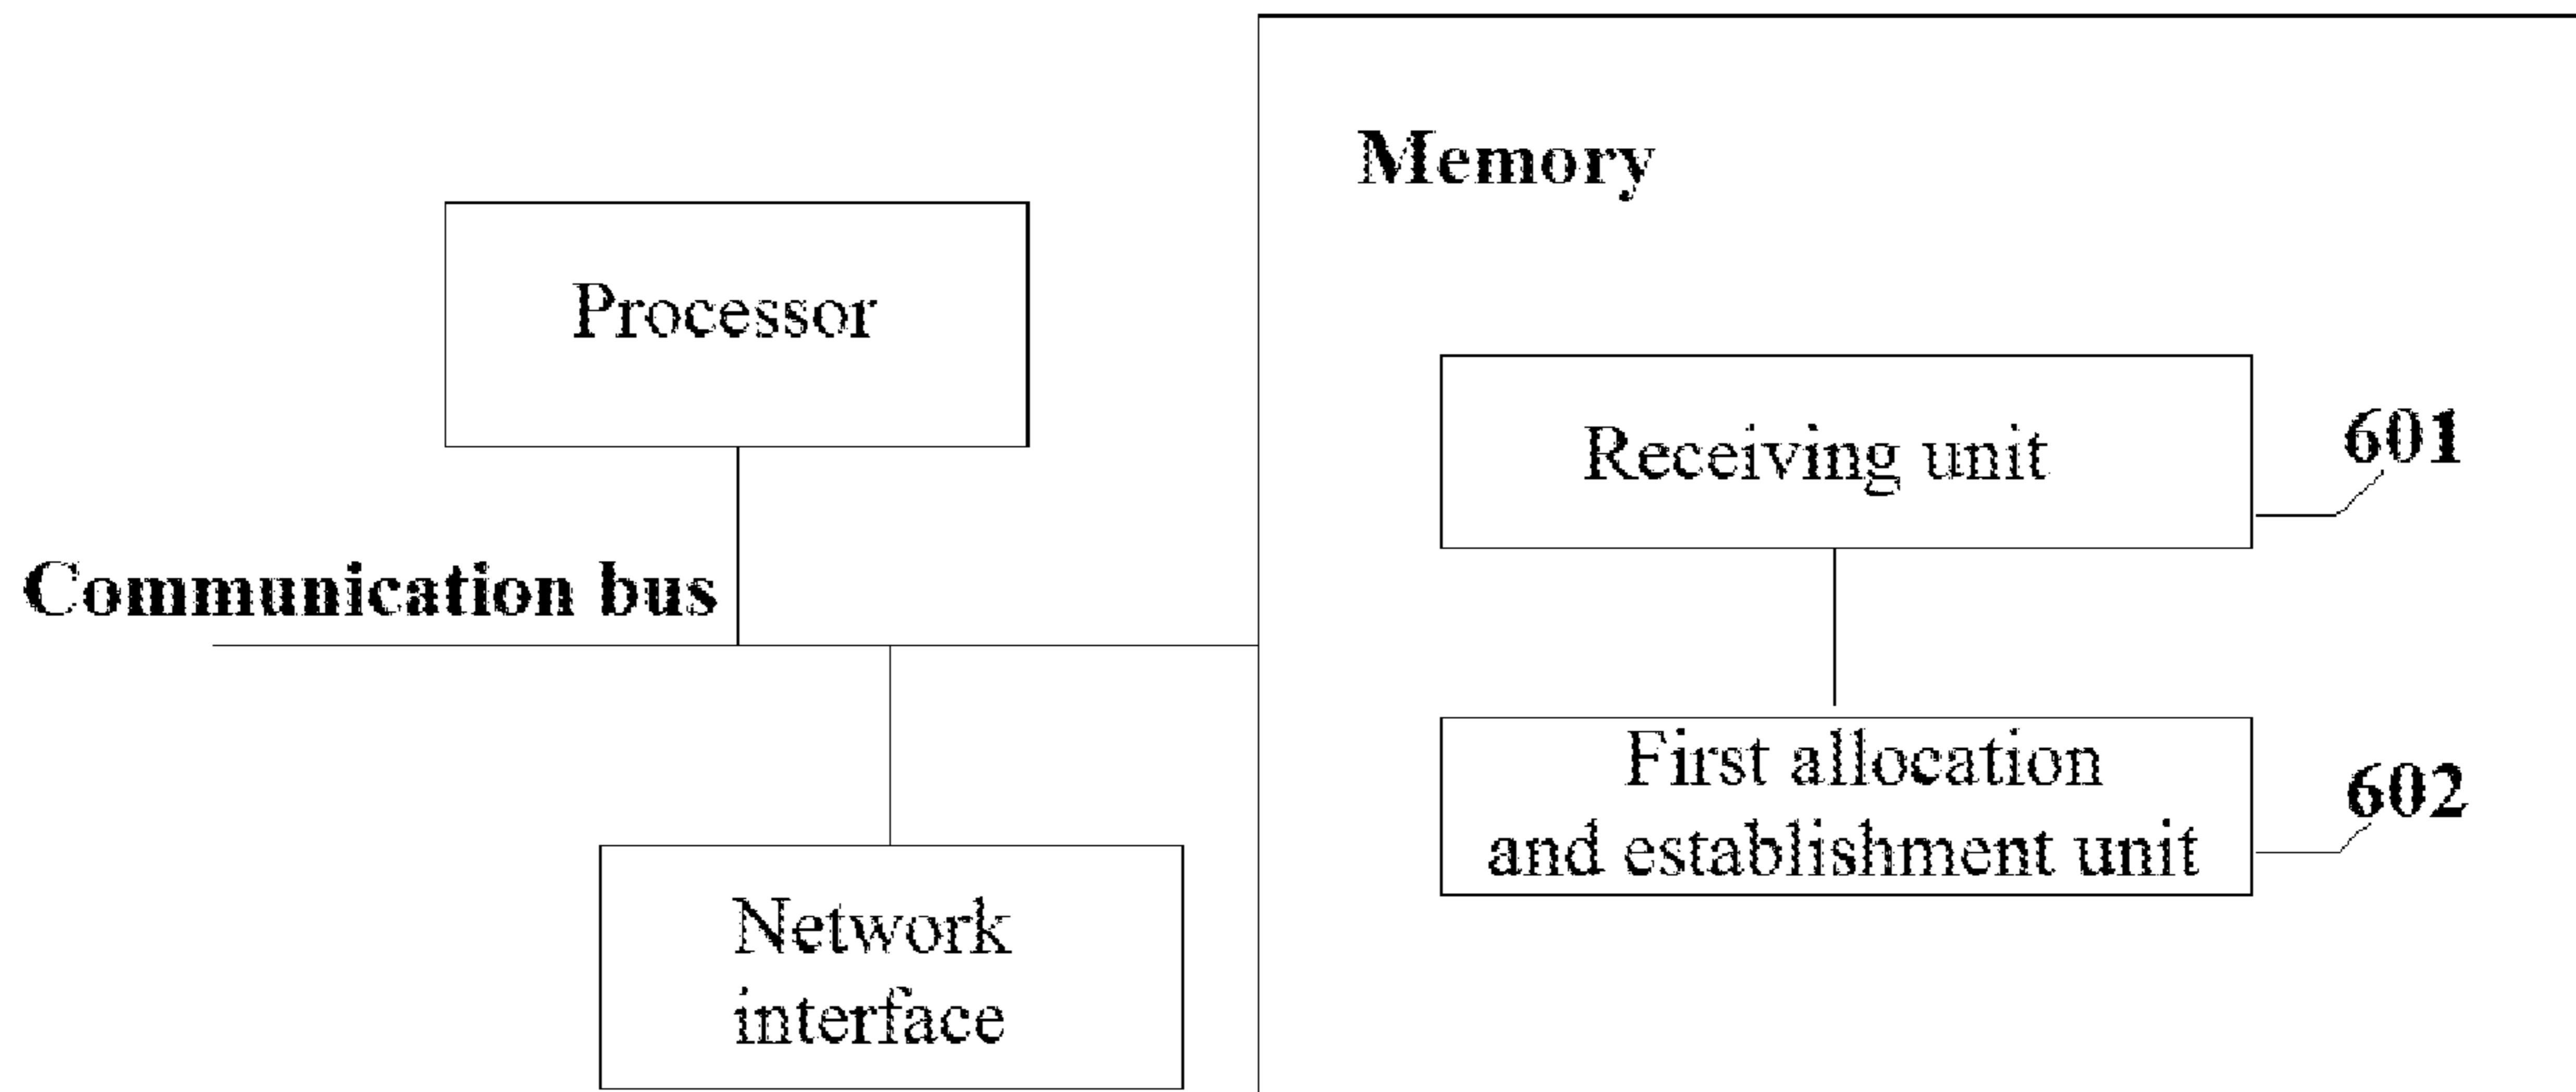 Memory
Processor
Receiving unit
601
Communication bus
First allocation
and establishment unit
602
Network
interface